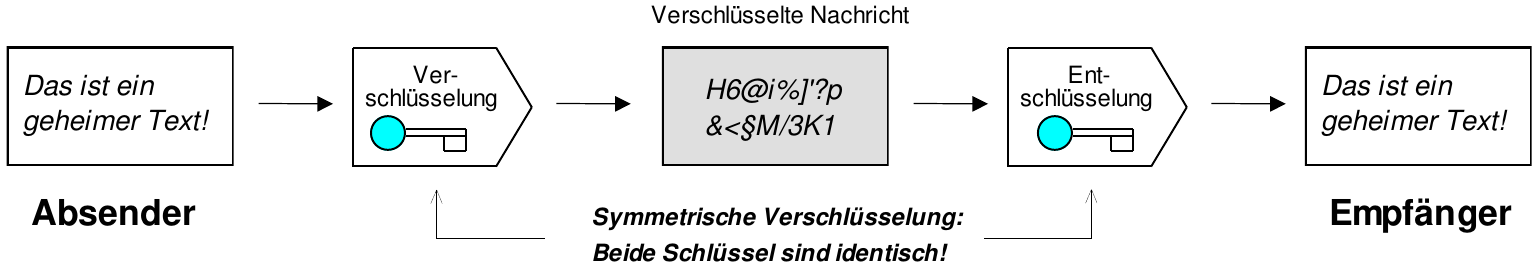 Verschlüsselte Nachricht
Das ist ein
geheimer Text!
Ver-
schlüsselung
H6@i%]'?p
&<§M/3K1
Ent-
schlüsselung
Das ist ein
geheimer Text!
Absender
Symmetrische Verschlüsselung:
Beide Schlüssel sind identisch!
Empfänger